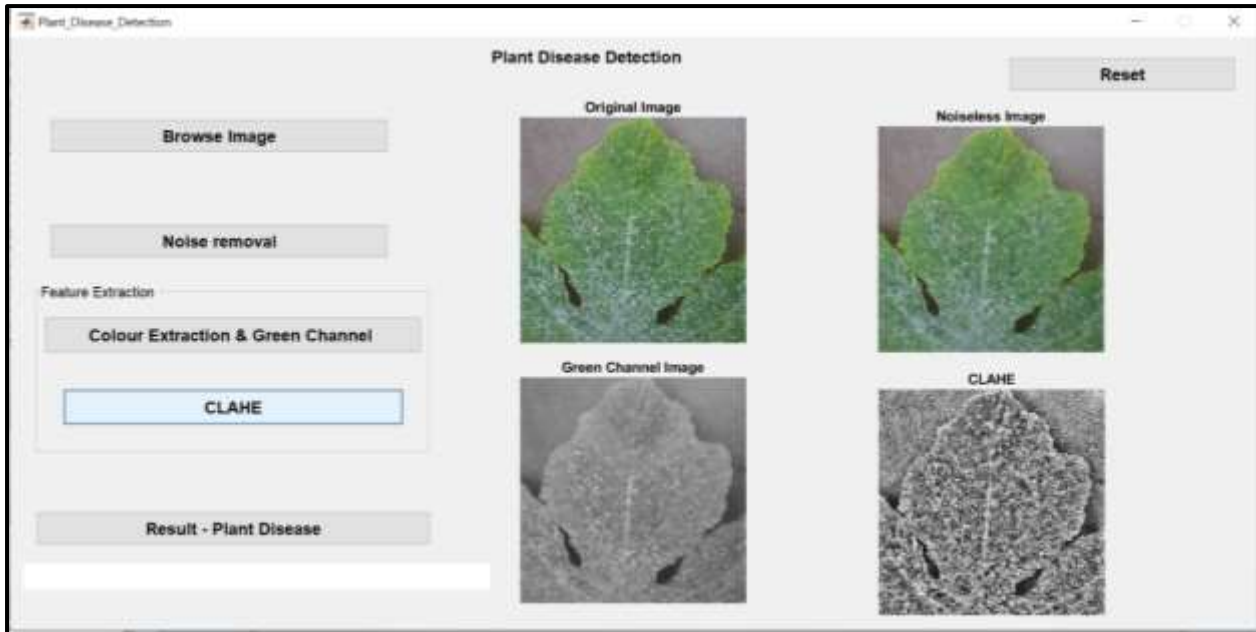 Plant_Disease_Detection
Plant Disease Detection
Reset
Browse Image
Noise removal
Feature Extraction
Colour Extraction & Green Channel
CLAHE
Result - Plant Disease
Original Image
Noiseless Image
Green Channel Image
CLAHE